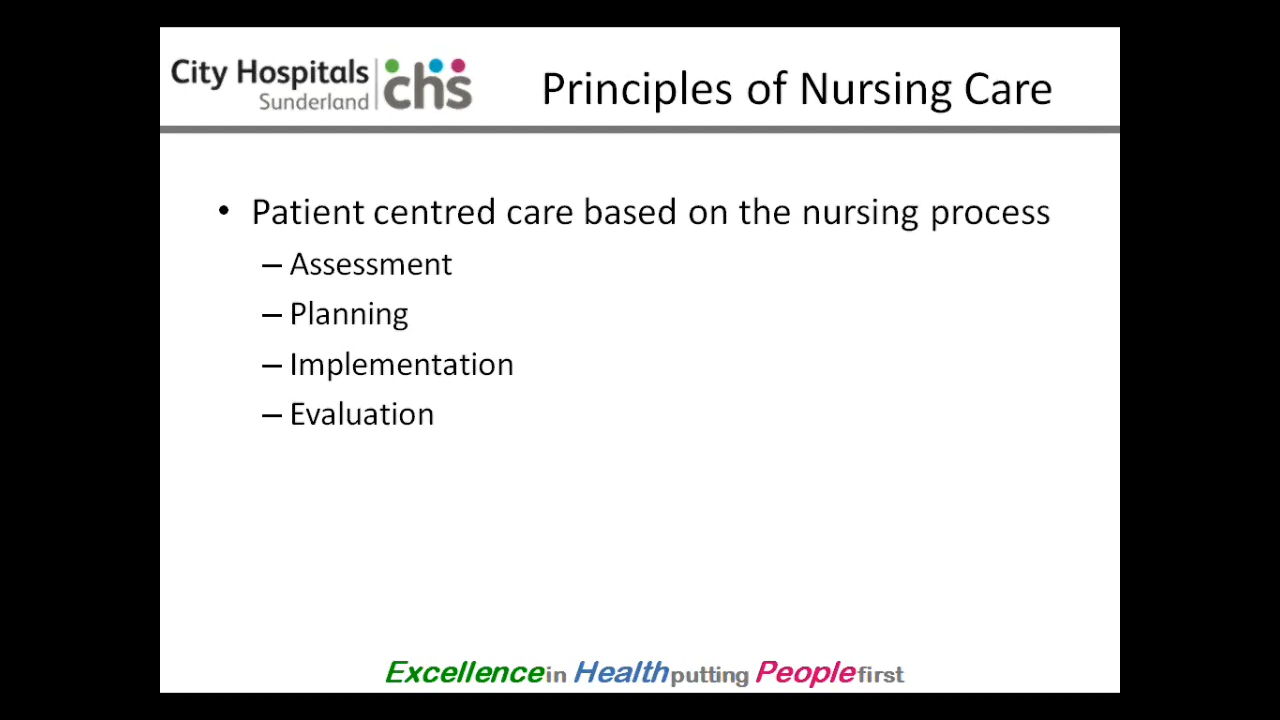 City Hospitals
Sunderland
chs
Principles of Nursing Care
• Patient centred care based on the nursing process
– Assessment
– Planning
– Implementation
– Evaluation
Excellence in Health putting People first